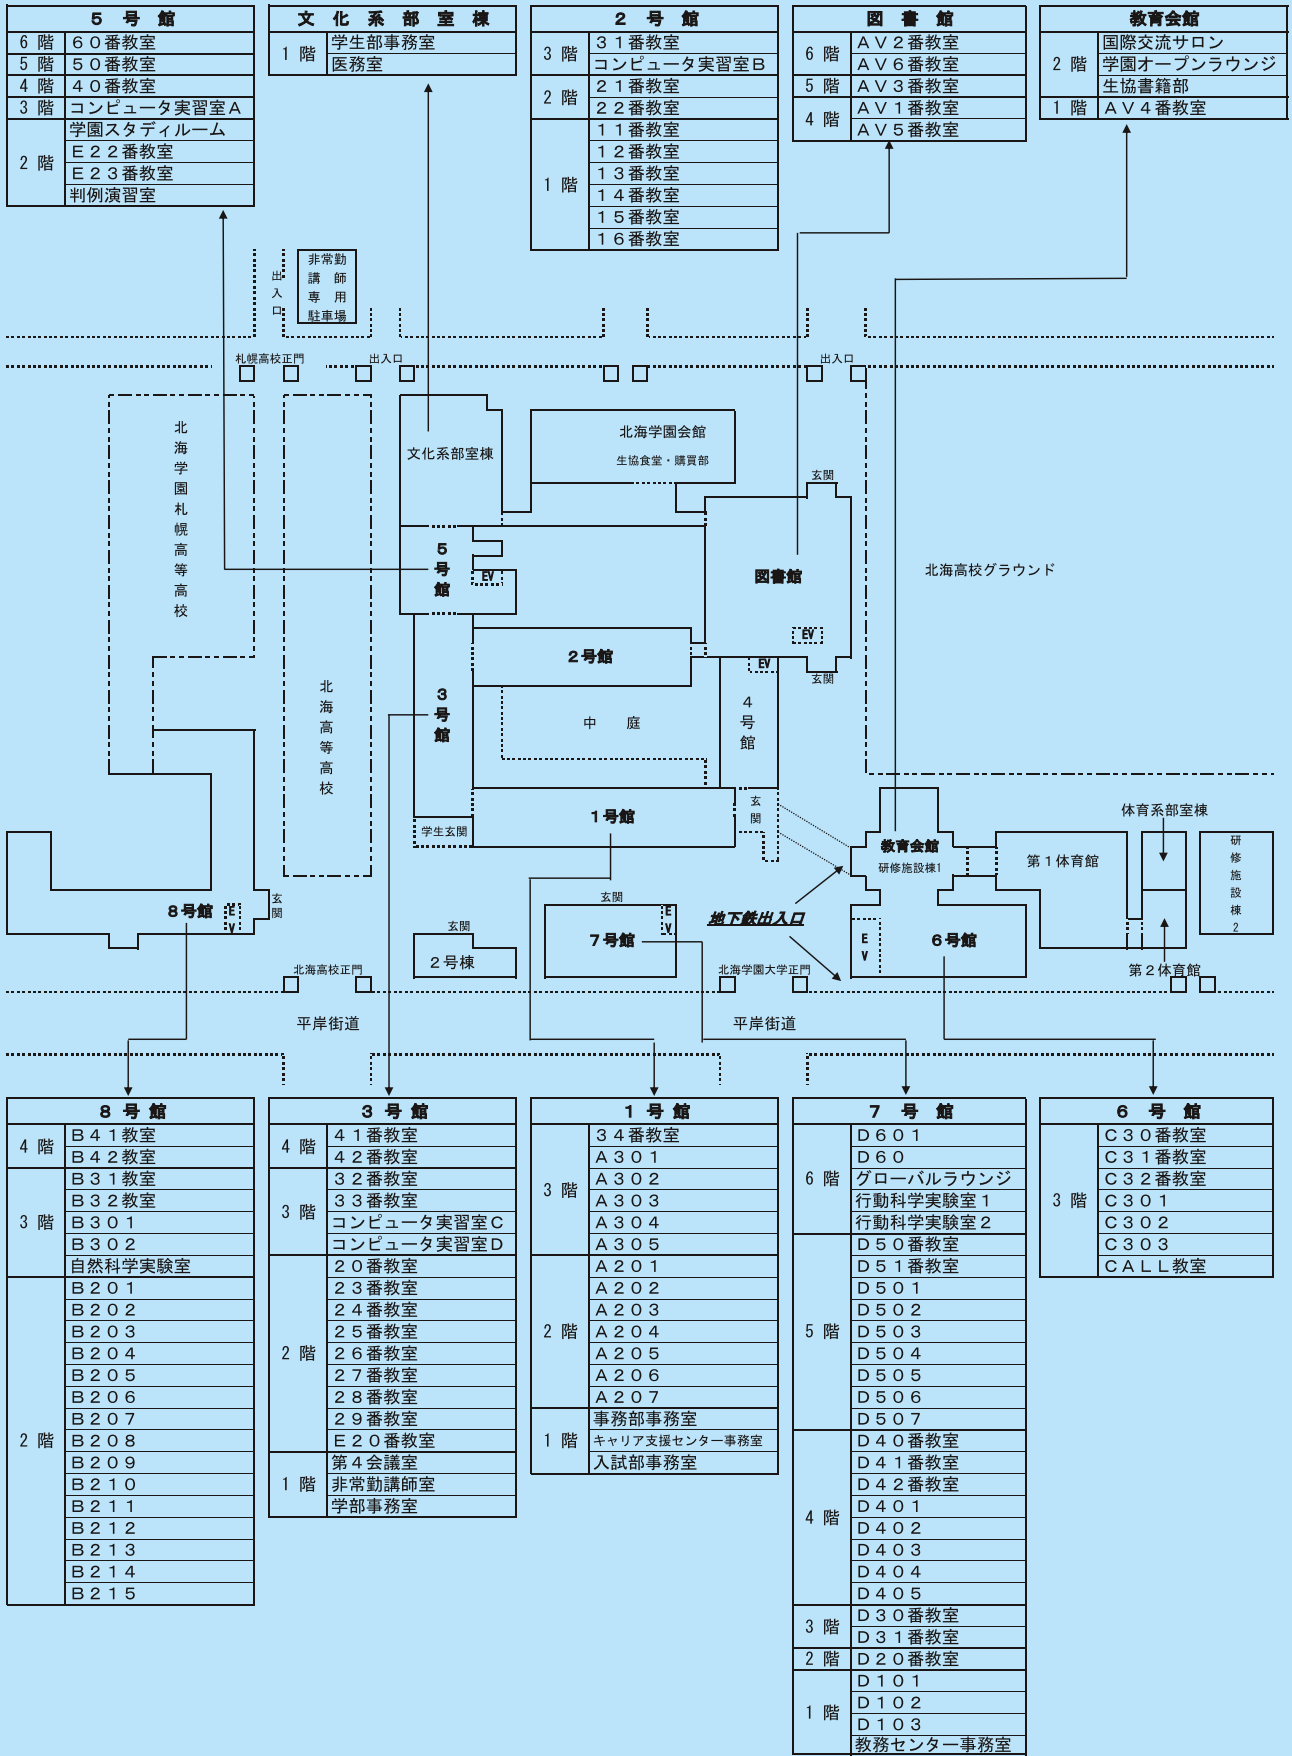 ５　号　館
６ 階
６０番教室
５ 階
５０番教室
４ 階
４０番教室
３ 階
コンピュータ実習室Ａ
２ 階
学園スタディルーム
Ｅ２２番教室
Ｅ２３番教室
判例演習室
文　化　系　部　室　棟
１ 階
学生部事務室
医務室
２　号　館
３ 階
３１番教室
コンピュータ実習室Ｂ
２ 階
２１番教室
２２番教室
１ 階
１１番教室
１２番教室
１３番教室
１４番教室
１５番教室
１６番教室
図　書　館
６ 階
ＡＶ２番教室
ＡＶ６番教室
５ 階
ＡＶ３番教室
４ 階
ＡＶ１番教室
ＡＶ５番教室
教育会館
２ 階
国際交流サロン
学園オープンラウンジ
生協書籍部
１ 階
ＡＶ４番教室
出入口
非常勤
講　師
専　用
駐車場
札幌高校正門
出入口
出入口
北海学園札幌高等高校
北海高等高校
文化系部室棟
北海学園会館
生協食堂・購買部
玄関
５号館
EV
図書館
EV
北海高校グラウンド
２号館
EV
玄関
３号館
中　庭
４号館
１号館
玄関
学生玄関
教育会館
研修施設棟1
第１体育館
体育系部室棟
研修施設棟2
８号館
EV
玄関
玄関
２号棟
玄関
７号館
EV
地下鉄出入口
EV
６号館
第２体育館
北海高校正門
北海学園大学正門
平岸街道
平岸街道
８ 号 館
４ 階
Ｂ４１教室
Ｂ４２教室
３ 階
Ｂ３１教室
Ｂ３２教室
Ｂ３０１
Ｂ３０２
自然科学実験室
２ 階
Ｂ２０１
Ｂ２０２
Ｂ２０３
Ｂ２０４
Ｂ２０５
Ｂ２０６
Ｂ２０７
Ｂ２０８
Ｂ２０９
Ｂ２１０
Ｂ２１１
Ｂ２１２
Ｂ２１３
Ｂ２１４
Ｂ２１５
３ 号 館
４ 階
４１番教室
４２番教室
３ 階
３２番教室
３３番教室
コンピュータ実習室Ｃ
コンピュータ実習室Ｄ
２ 階
２０番教室
２３番教室
２４番教室
２５番教室
２６番教室
２７番教室
２８番教室
２９番教室
Ｅ２０番教室
１ 階
第４会議室
非常勤講師室
学部事務室
１ 号 館
３ 階
３４番教室
Ａ３０１
Ａ３０２
Ａ３０３
Ａ３０４
Ａ３０５
２ 階
Ａ２０１
Ａ２０２
Ａ２０３
Ａ２０４
Ａ２０５
Ａ２０６
Ａ２０７
１ 階
事務部事務室
キャリア支援センター事務室
入試部事務室
７　号　館
６ 階
Ｄ６０１
Ｄ６０
グローバルラウンジ
行動科学実験室１
行動科学実験室２
５ 階
Ｄ５０番教室
Ｄ５１番教室
Ｄ５０１
Ｄ５０２
Ｄ５０３
Ｄ５０４
Ｄ５０５
Ｄ５０６
Ｄ５０７
４ 階
Ｄ４０番教室
Ｄ４１番教室
Ｄ４２番教室
Ｄ４０１
Ｄ４０２
Ｄ４０３
Ｄ４０４
Ｄ４０５
３ 階
Ｄ３０番教室
Ｄ３１番教室
２ 階
Ｄ２０番教室
１ 階
Ｄ１０１
Ｄ１０２
Ｄ１０３
教務センター事務室
６　号　館
３ 階
Ｃ３０番教室
Ｃ３１番教室
Ｃ３２番教室
Ｃ３０１
Ｃ３０２
Ｃ３０３
ＣＡＬＬ教室